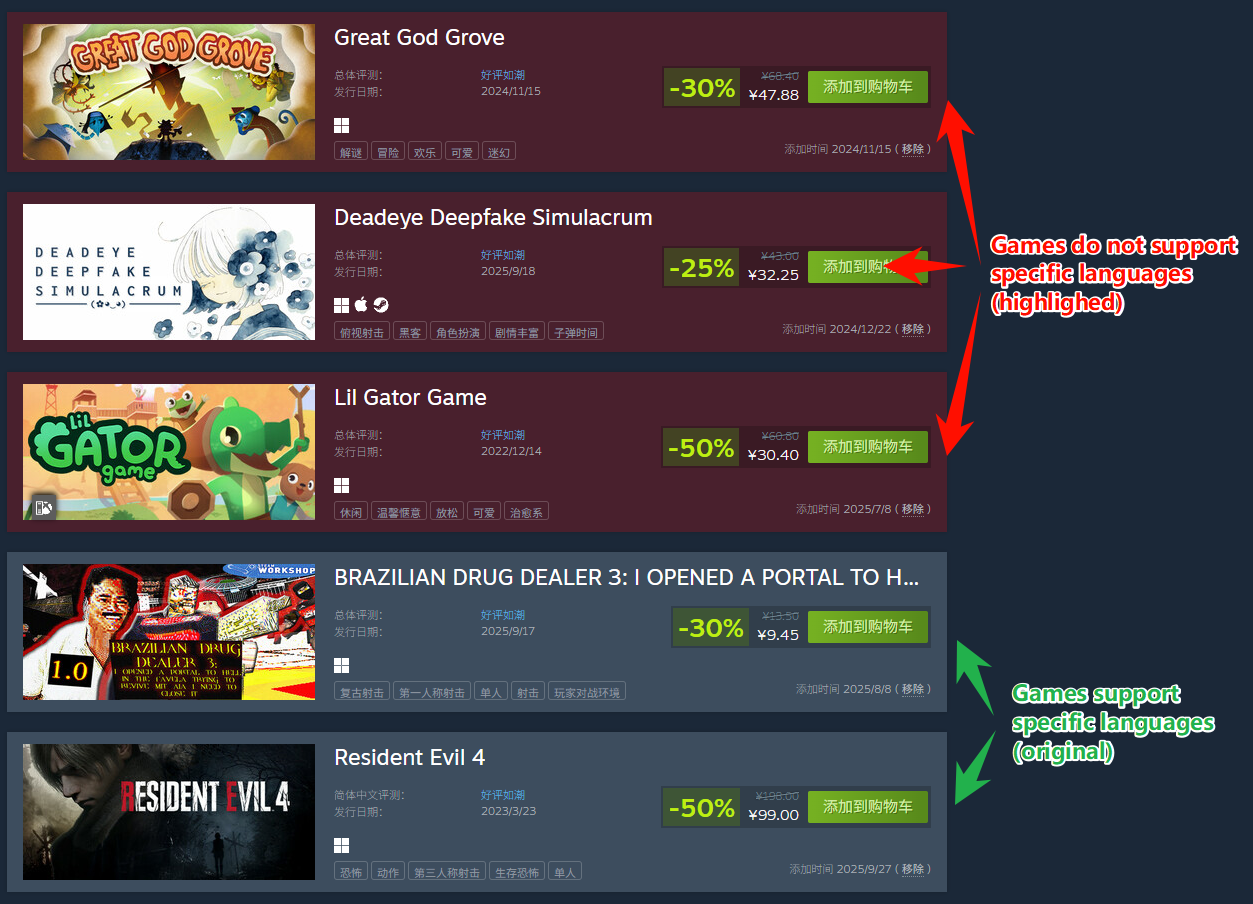 GREAT GOD GROVE
Great God Grove
总体评测: 好评如潮
发行日期: 2024/11/15
-30% ¥68.40 ¥47.88 添加到购物车
解谜 冒险 欢乐 可爱 迷幻
添加时间 2024/11/15 ( 移除 )
DEADEYE
DEEPFAKE
SIMULACRUM
Deadeye Deepfake Simulacrum
总体评测: 好评如潮
发行日期: 2025/9/18
-25% ¥43.00 ¥32.25 添加到购物车
俯视射击 黑客 角色扮演 剧情丰富 子弹时间
添加时间 2024/12/22 ( 移除 )
Games do not support
specific languages
(highlighed)
LIL
GATOR
game
Lil Gator Game
总体评测: 好评如潮
发行日期: 2022/12/14
-50% ¥60.80 ¥30.40 添加到购物车
休闲 温馨惬意 放松 可爱 治愈系
添加时间 2025/7/8 ( 移除 )
WORKSHOP
1.0
BRAZILIAN DRUG
DEALER 3:
I OPENED A PORTAL TO HELL
IN THE FAVELA TRYING TO
REVIVE MIT AIA I NEED TO
CLOSE IT
BRAZILIAN DRUG DEALER 3: I OPENED A PORTAL TO H...
总体评测: 好评如潮
发行日期: 2025/9/17
-30% ¥13.50 ¥9.45 添加到购物车
复古射击 第一人称射击 单人 射击 玩家对战环境
添加时间 2025/8/8 ( 移除 )
Games support
specific languages
(original)
RESIDENT EVIL 4
Resident Evil 4
简体中文评测: 好评如潮
发行日期: 2023/3/23
-50% ¥198.00 ¥99.00 添加到购物车
恐怖 动作 第三人称射击 生存恐怖 单人
添加时间 2025/9/27 ( 移除 )